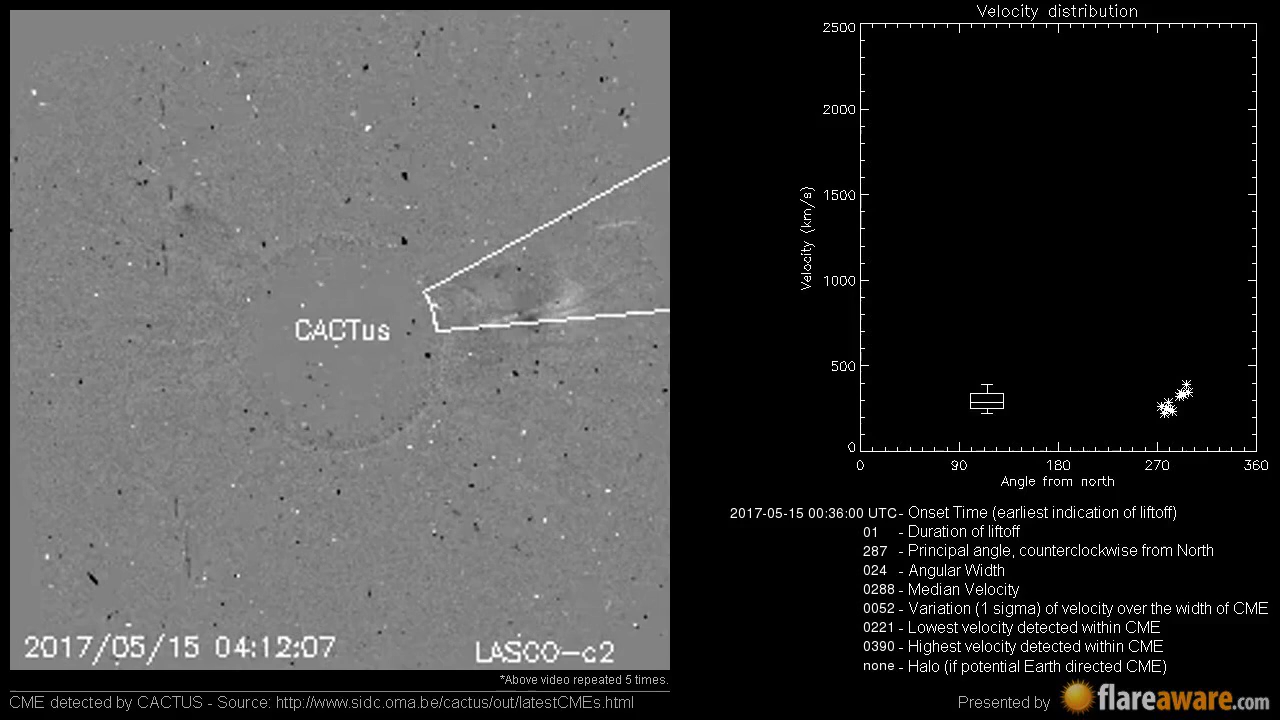 Velocity distribution
2500
2000
1500
1000
500
0
Velocity (km/s)
0 90 180 270 360
Angle from north
CACTus
2017/05/15 04:12:07 LASCO-c2
*Above video repeated 5 times.
2017-05-15 00:36:00 UTC - Onset Time (earliest indication of liftoff)
01 - Duration of liftoff
287 - Principal angle, counterclockwise from North
024 - Angular Width
0288 - Median Velocity
0052 - Variation (1 sigma) of velocity over the width of CME
0221 - Lowest velocity detected within CME
0390 - Highest velocity detected within CME
none - Halo (if potential Earth directed CME)
CME detected by CACTUS - Source: http://www.sidc.oma.be/cactus/out/latestCMEs.html
Presented by flareaware.com